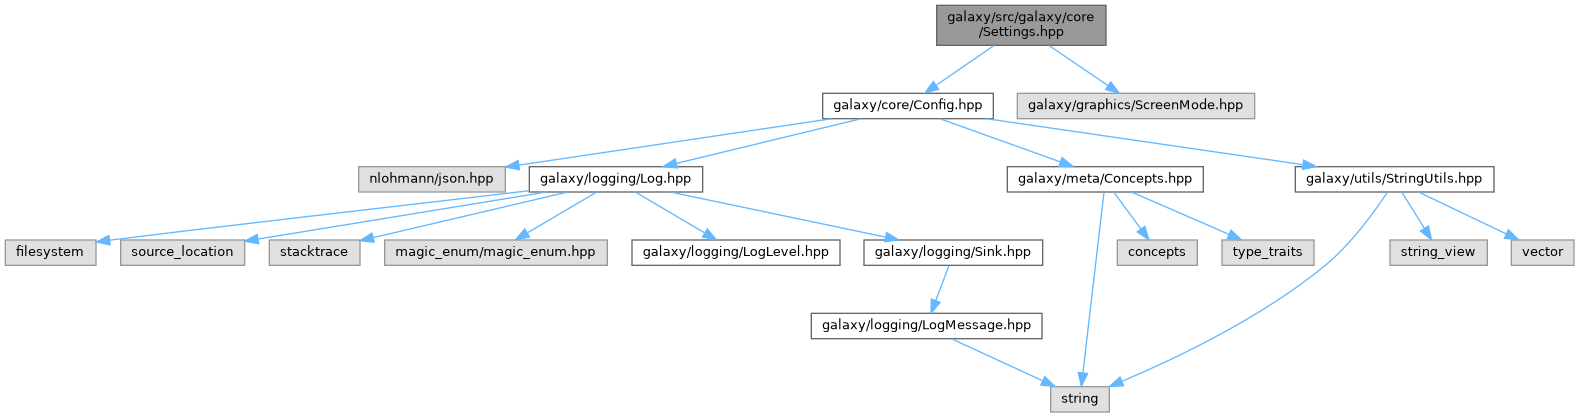 galaxy/src/galaxy/core
/Settings.hpp
galaxy/core/Config.hpp
galaxy/graphics/ScreenMode.hpp
nlohmann/json.hpp
galaxy/logging/Log.hpp
galaxy/meta/Concepts.hpp
galaxy/utils/StringUtils.hpp
filesystem
source_location
stacktrace
magic_enum/magic_enum.hpp
galaxy/logging/LogLevel.hpp
galaxy/logging/Sink.hpp
concepts
type_traits
string_view
vector
galaxy/logging/LogMessage.hpp
string